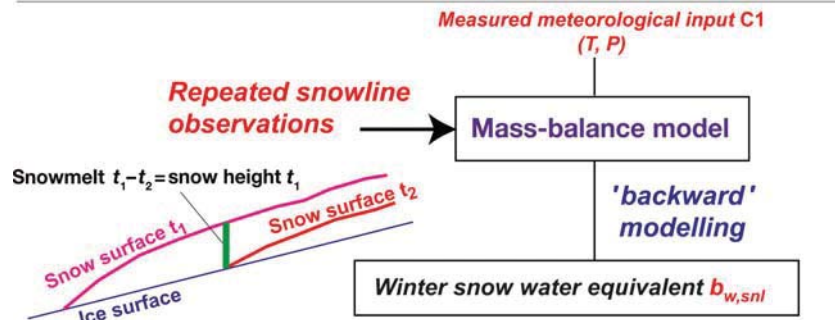 Measured meteorological input C1
(T, P)
Repeated snowline
observations
Mass-balance model
Snowmelt t₁–t₂=snow height t₁
Snow surface t₁
Snow surface t₂
Ice surface
'backward'
modelling
Winter snow water equivalent b_w,snl